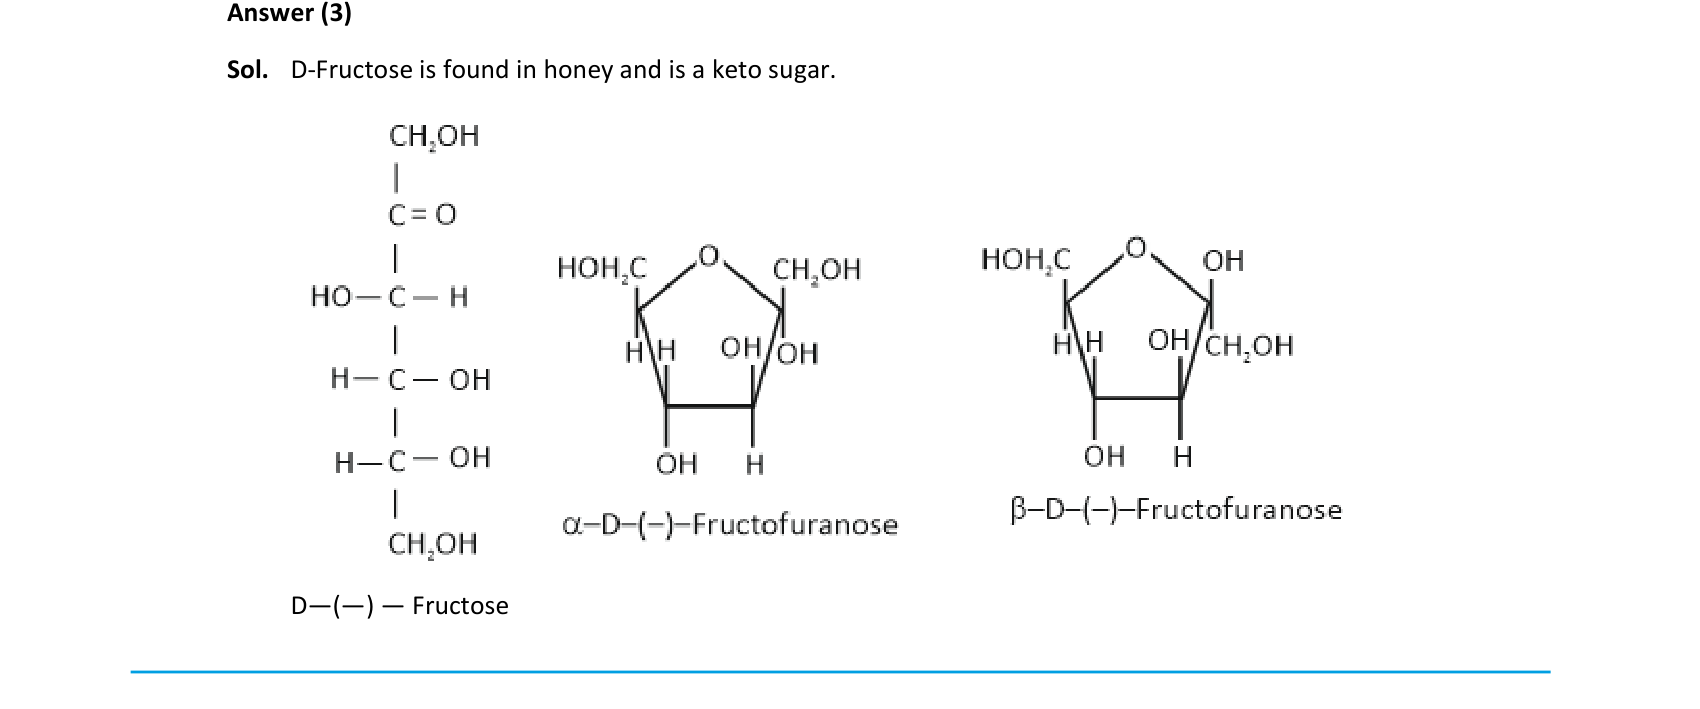 Answer (3)
Sol. D-Fructose is found in honey and is a keto sugar.
CH₂OH
|
C=O
|
HO—C—H
|
H—C—OH
|
H—C—OH
|
CH₂OH
D—(—) — Fructose
HOH₂C O CH₂OH
H H OH OH
OH H
α–D–(–)–Fructofuranose
HOH₂C O OH
H H OH CH₂OH
OH H
β–D–(–)–Fructofuranose